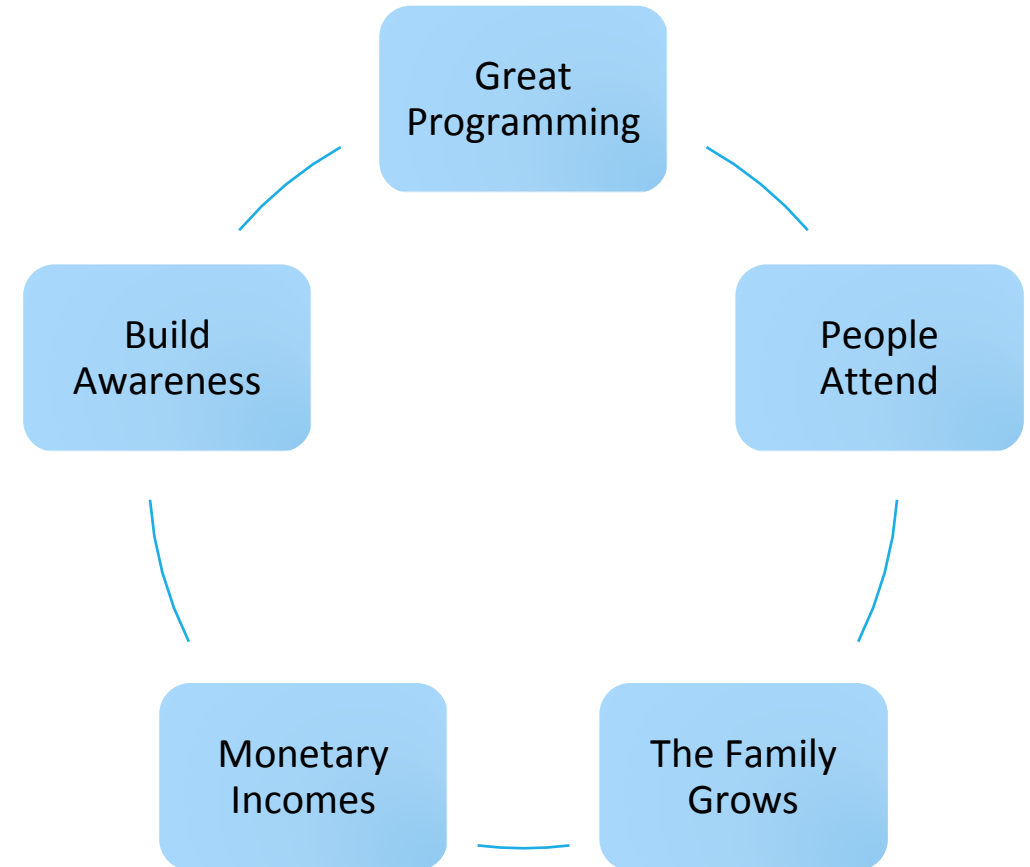 Great
Programming
People
Attend
The Family
Grows
Monetary
Incomes
Build
Awareness